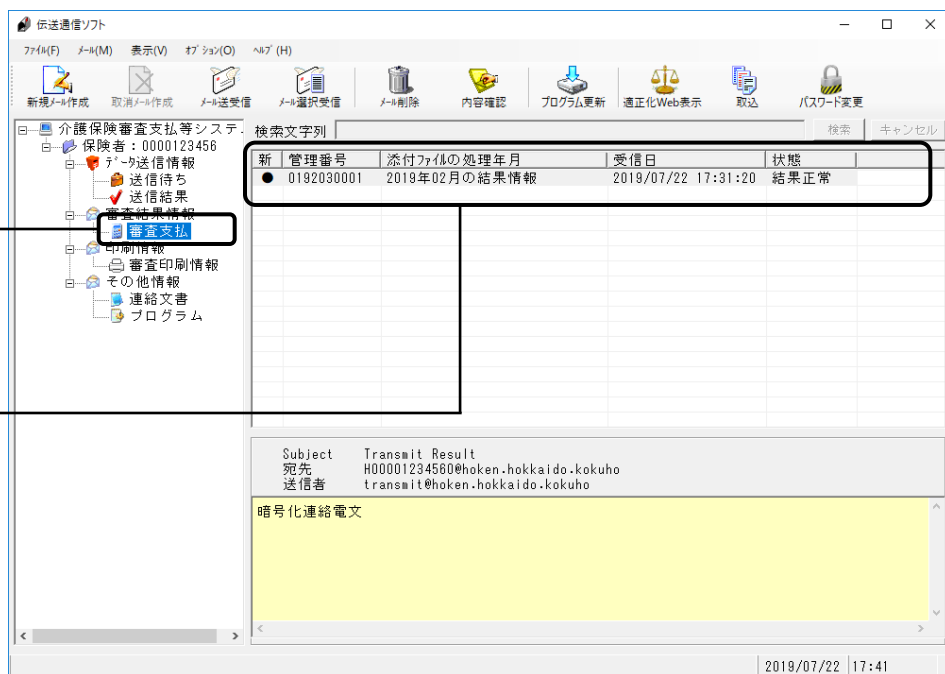 伝送通信ソフト
ファイル(F) メール(M) 表示(V) オプション(O) ヘルプ(H)
新規メール作成 取消メール作成 メール送受信 メール選択受信 メール削除 内容確認 プログラム更新 適正化Web表示 取込 パスワード変更
介護保険審査支払等システ.
保険者：0000123456
データ送信情報
送信待ち
送信結果
審査結果情報
審査支払
印刷情報
審査印刷情報
その他情報
連絡文書
プログラム
検索文字列 検索 キャンセル
新 管理番号 添付ファイルの処理年月 受信日 状態
● 0192030001 2019年02月の結果情報 2019/07/22 17:31:20 結果正常
Subject Transmit Result
宛先 H00001234560@hoken.hokkaido.kokuho
送信者 transmit@hoken.hokkaido.kokuho
暗号化連絡電文
2019/07/22 17:41